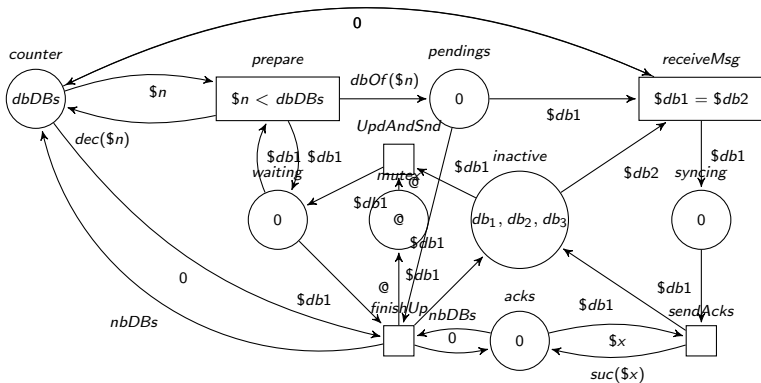 0
counter
prepare
pendings
receiveMsg
dbDBs
$n
$n < dbDBs
dbOf($n)
0
$db1
$db1 = $db2
dec($n)
UpdAndSnd
$db1 $db1
$db1
inactive
$db1
waiting
mutex
@
$db2
syncing
0
$db1
@
db1, db2, db3
0
$db1
0
@
$db1
$db1
$db1
nbDBs
finishUp
nbDBs
acks
$db1
sendAcks
0
0
$x
suc($x)